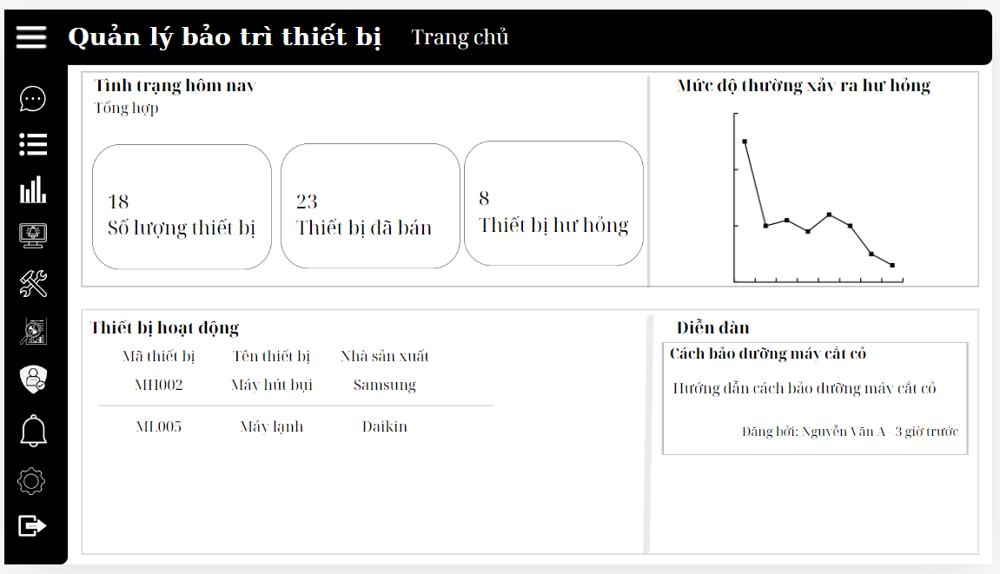 Quản lý bảo trì thiết bị
Trang chủ
Tình trạng hôm nay
Tổng hợp
18
Số lượng thiết bị
23
Thiết bị đã bán
8
Thiết bị hư hỏng
Mức độ thường xảy ra hư hỏng
Thiết bị hoạt động
Mã thiết bị Tên thiết bị Nhà sản xuất
MH002 Máy hút bụi Samsung
ML005 Máy lạnh Daikin
Diễn đàn
Cách bảo dưỡng máy cắt cỏ
Hướng dẫn cách bảo dưỡng máy cắt cỏ
Đăng bởi: Nguyễn Văn A - 3 giờ trước